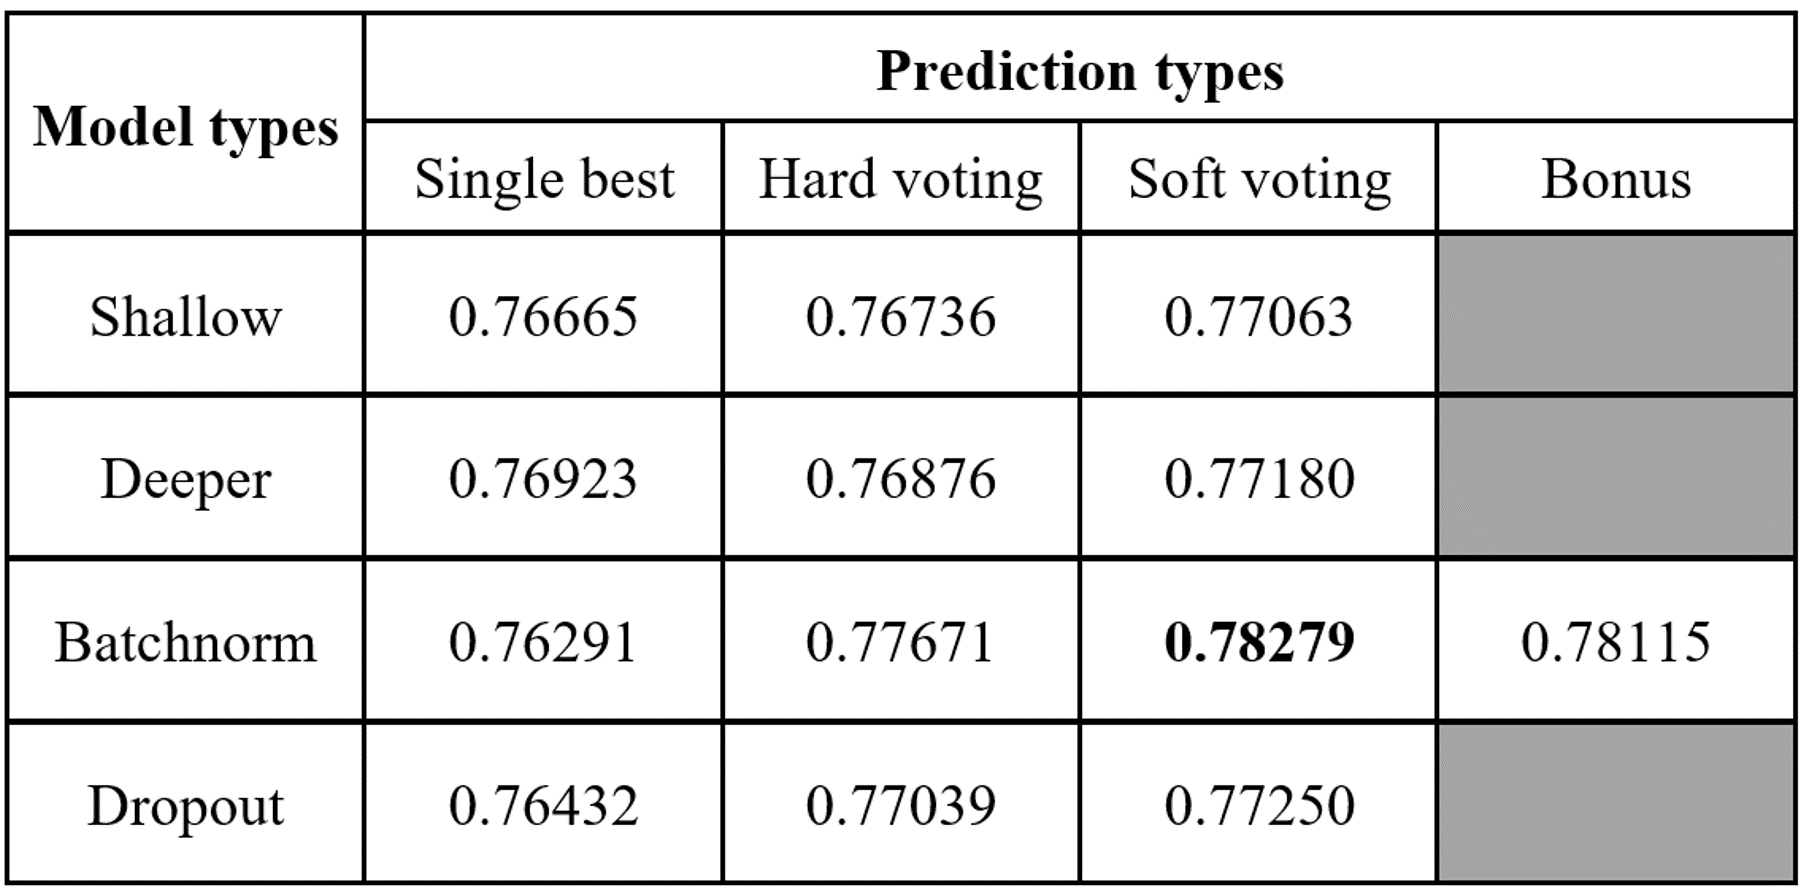 Model types Prediction types
Single best Hard voting Soft voting Bonus
Shallow 0.76665 0.76736 0.77063
Deeper 0.76923 0.76876 0.77180
Batchnorm 0.76291 0.77671 0.78279 0.78115
Dropout 0.76432 0.77039 0.77250